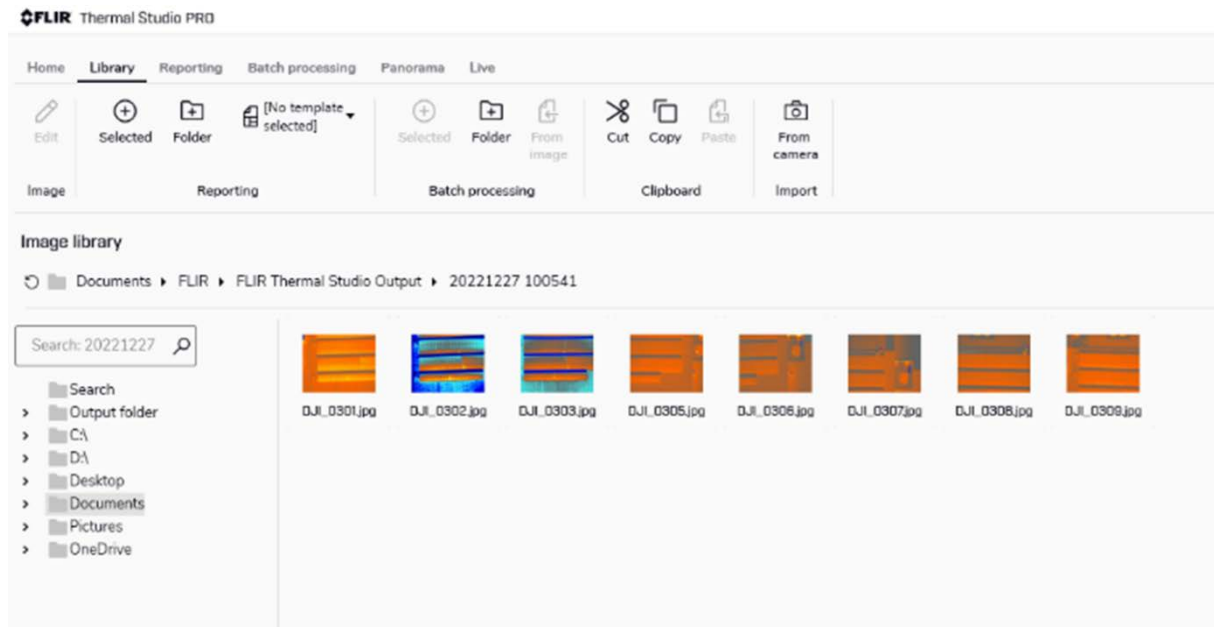 FLIR Thermal Studio PRO
Home Library Reporting Batch processing Panorama Live
Edit
Selected
Folder
[No template selected]
Selected
Folder
From image
Cut
Copy
Paste
From camera
Image
Reporting
Batch processing
Clipboard
Import
Image library
Documents FLIR FLIR Thermal Studio Output 20221227 100541
Search: 20221227
Search
Output folder
C:\
D:\
Desktop
Documents
Pictures
OneDrive
DJI_0301.jpg DJI_0302.jpg DJI_0303.jpg DJI_0305.jpg DJI_0306.jpg DJI_0307.jpg DJI_0308.jpg DJI_0309.jpg